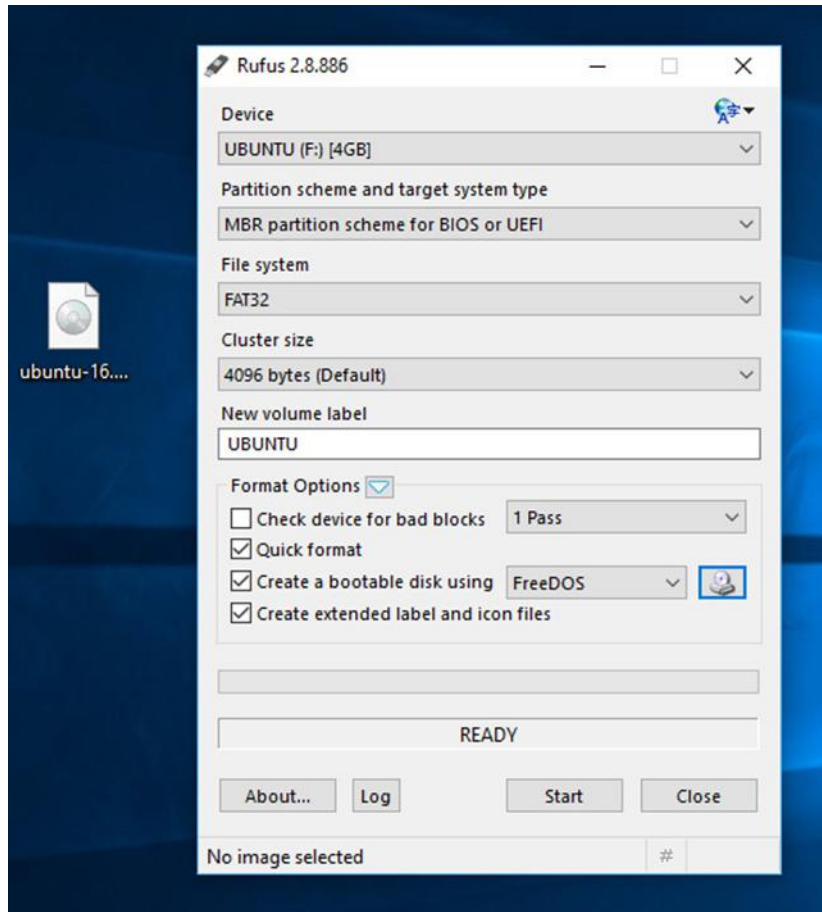 Rufus 2.8.886
Device
UBUNTU (F:) [4GB]
Partition scheme and target system type
MBR partition scheme for BIOS or UEFI
File system
FAT32
Cluster size
4096 bytes (Default)
New volume label
UBUNTU
Format Options
Check device for bad blocks 1 Pass
Quick format
Create a bootable disk using FreeDOS
Create extended label and icon files
READY
About... Log Start Close
No image selected #
ubuntu-16....